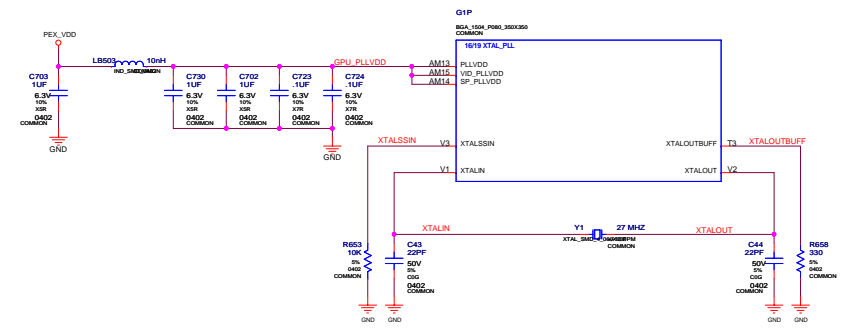 G1P
BGA_1504_P080_350X350
COMMON
PEX_VDD
16/19 XTAL_PLL
LB503 10nH
GPU_PLLVDD AM13 PLLVDD
AM15 VID_PLLVDD
AM14 SP_PLLVDD
C703
1UF
6.3V
10%
X5R
0402
COMMON
GND
C730
1UF
6.3V
10%
X5R
0402
COMMON
C702
1UF
6.3V
10%
X5R
0402
COMMON
C723
.1UF
6.3V
10%
X7R
0402
COMMON
C724
.1UF
6.3V
10%
X7R
0402
COMMON
GND
XTALSSIN V3 XTALSSIN XTALOUTBUFF T3 XTALOUTBUFF
V1 XTALIN XTALOUT V2
XTALIN Y1 27 MHZ XTALOUT
COMMON
R653
10K
5%
0402
COMMON
GND
C43
22PF
50V
5%
C0G
0402
COMMON
GND
C44
22PF
50V
5%
C0G
0402
COMMON
GND
R658
330
5%
0402
COMMON
GND